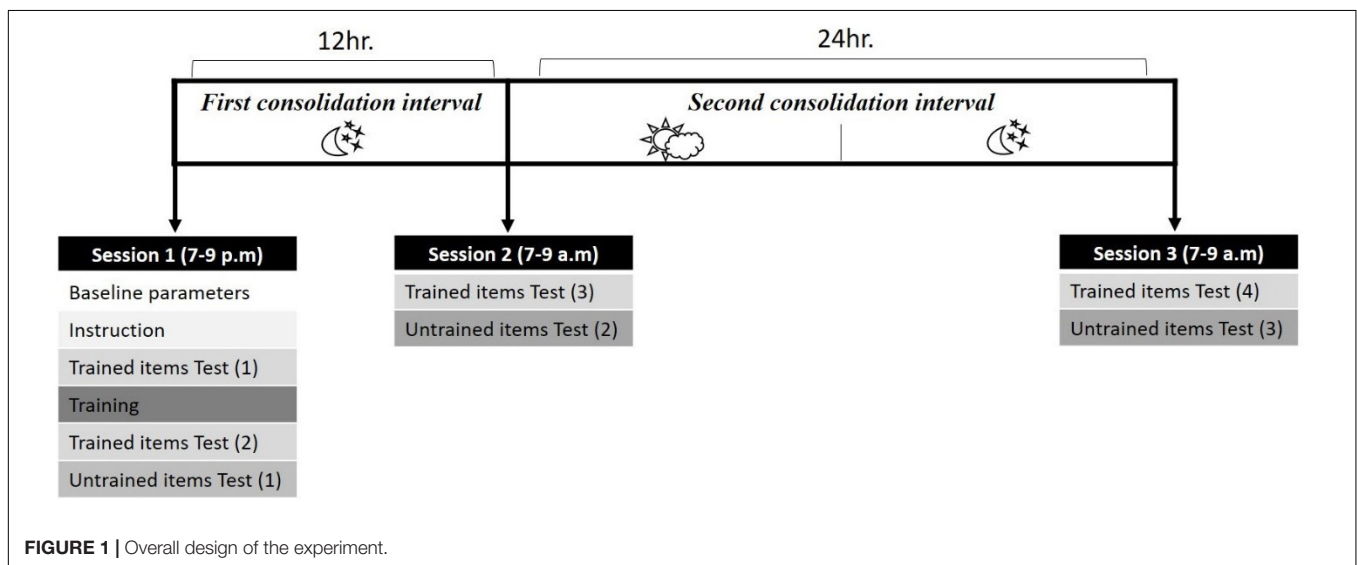 12hr.
24hr.
First consolidation interval
Second consolidation interval
Session 1 (7-9 p.m)
Baseline parameters
Instruction
Trained items Test (1)
Training
Trained items Test (2)
Untrained items Test (1)
Session 2 (7-9 a.m)
Trained items Test (3)
Untrained items Test (2)
Session 3 (7-9 a.m)
Trained items Test (4)
Untrained items Test (3)
FIGURE 1 | Overall design of the experiment.